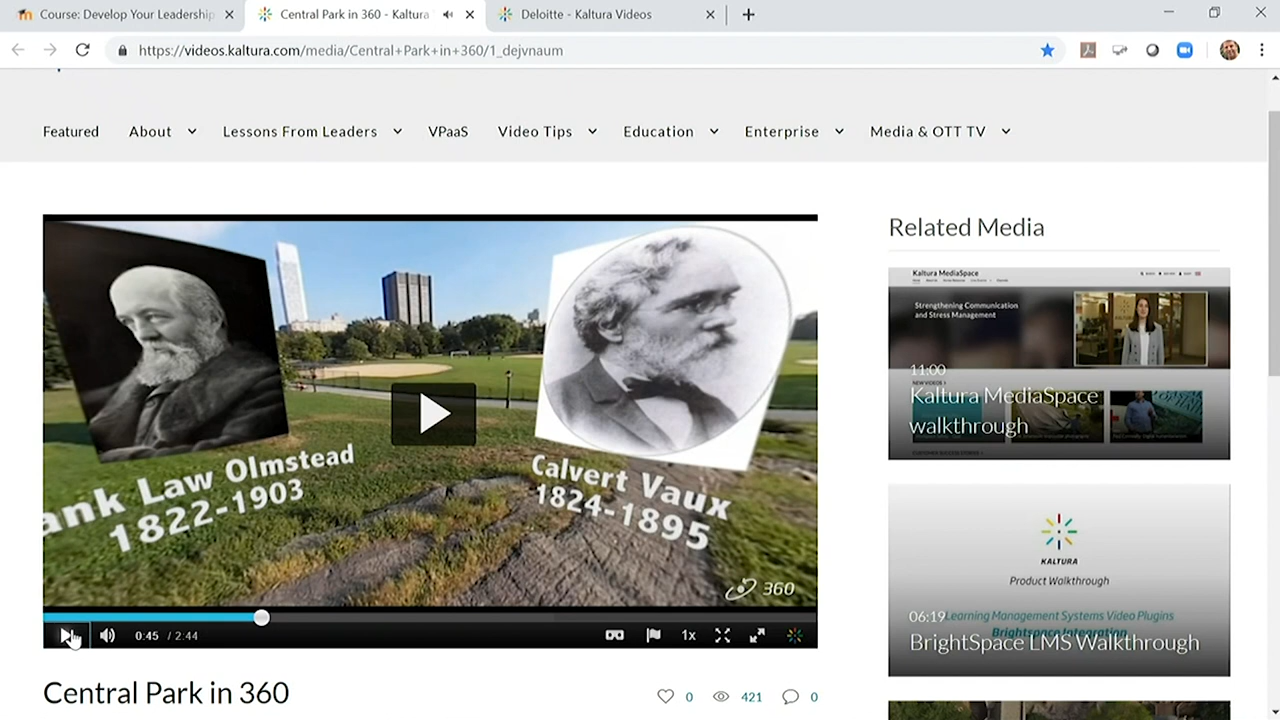 Course: Develop Your Leadership
Central Park in 360 - Kaltura
Deloitte - Kaltura Videos
https://videos.kaltura.com/media/Central+Park+in+360/1_dejvnaum
Featured About Lessons From Leaders VPaaS Video Tips Education Enterprise Media & OTT TV
ank Law Olmstead
1822-1903
Calvert Vaux
1824-1895
360
0:45 / 2:44
1x
Central Park in 360
0 421 0
Related Media
Kaltura MediaSpace
Strengthening Communication
and Stress Management
11:00
Kaltura MediaSpace
walkthrough
KALTURA
Product Walkthrough
06:19
Learning Management Systems Video Plugins
Brightspace Integration
BrightSpace LMS Walkthrough